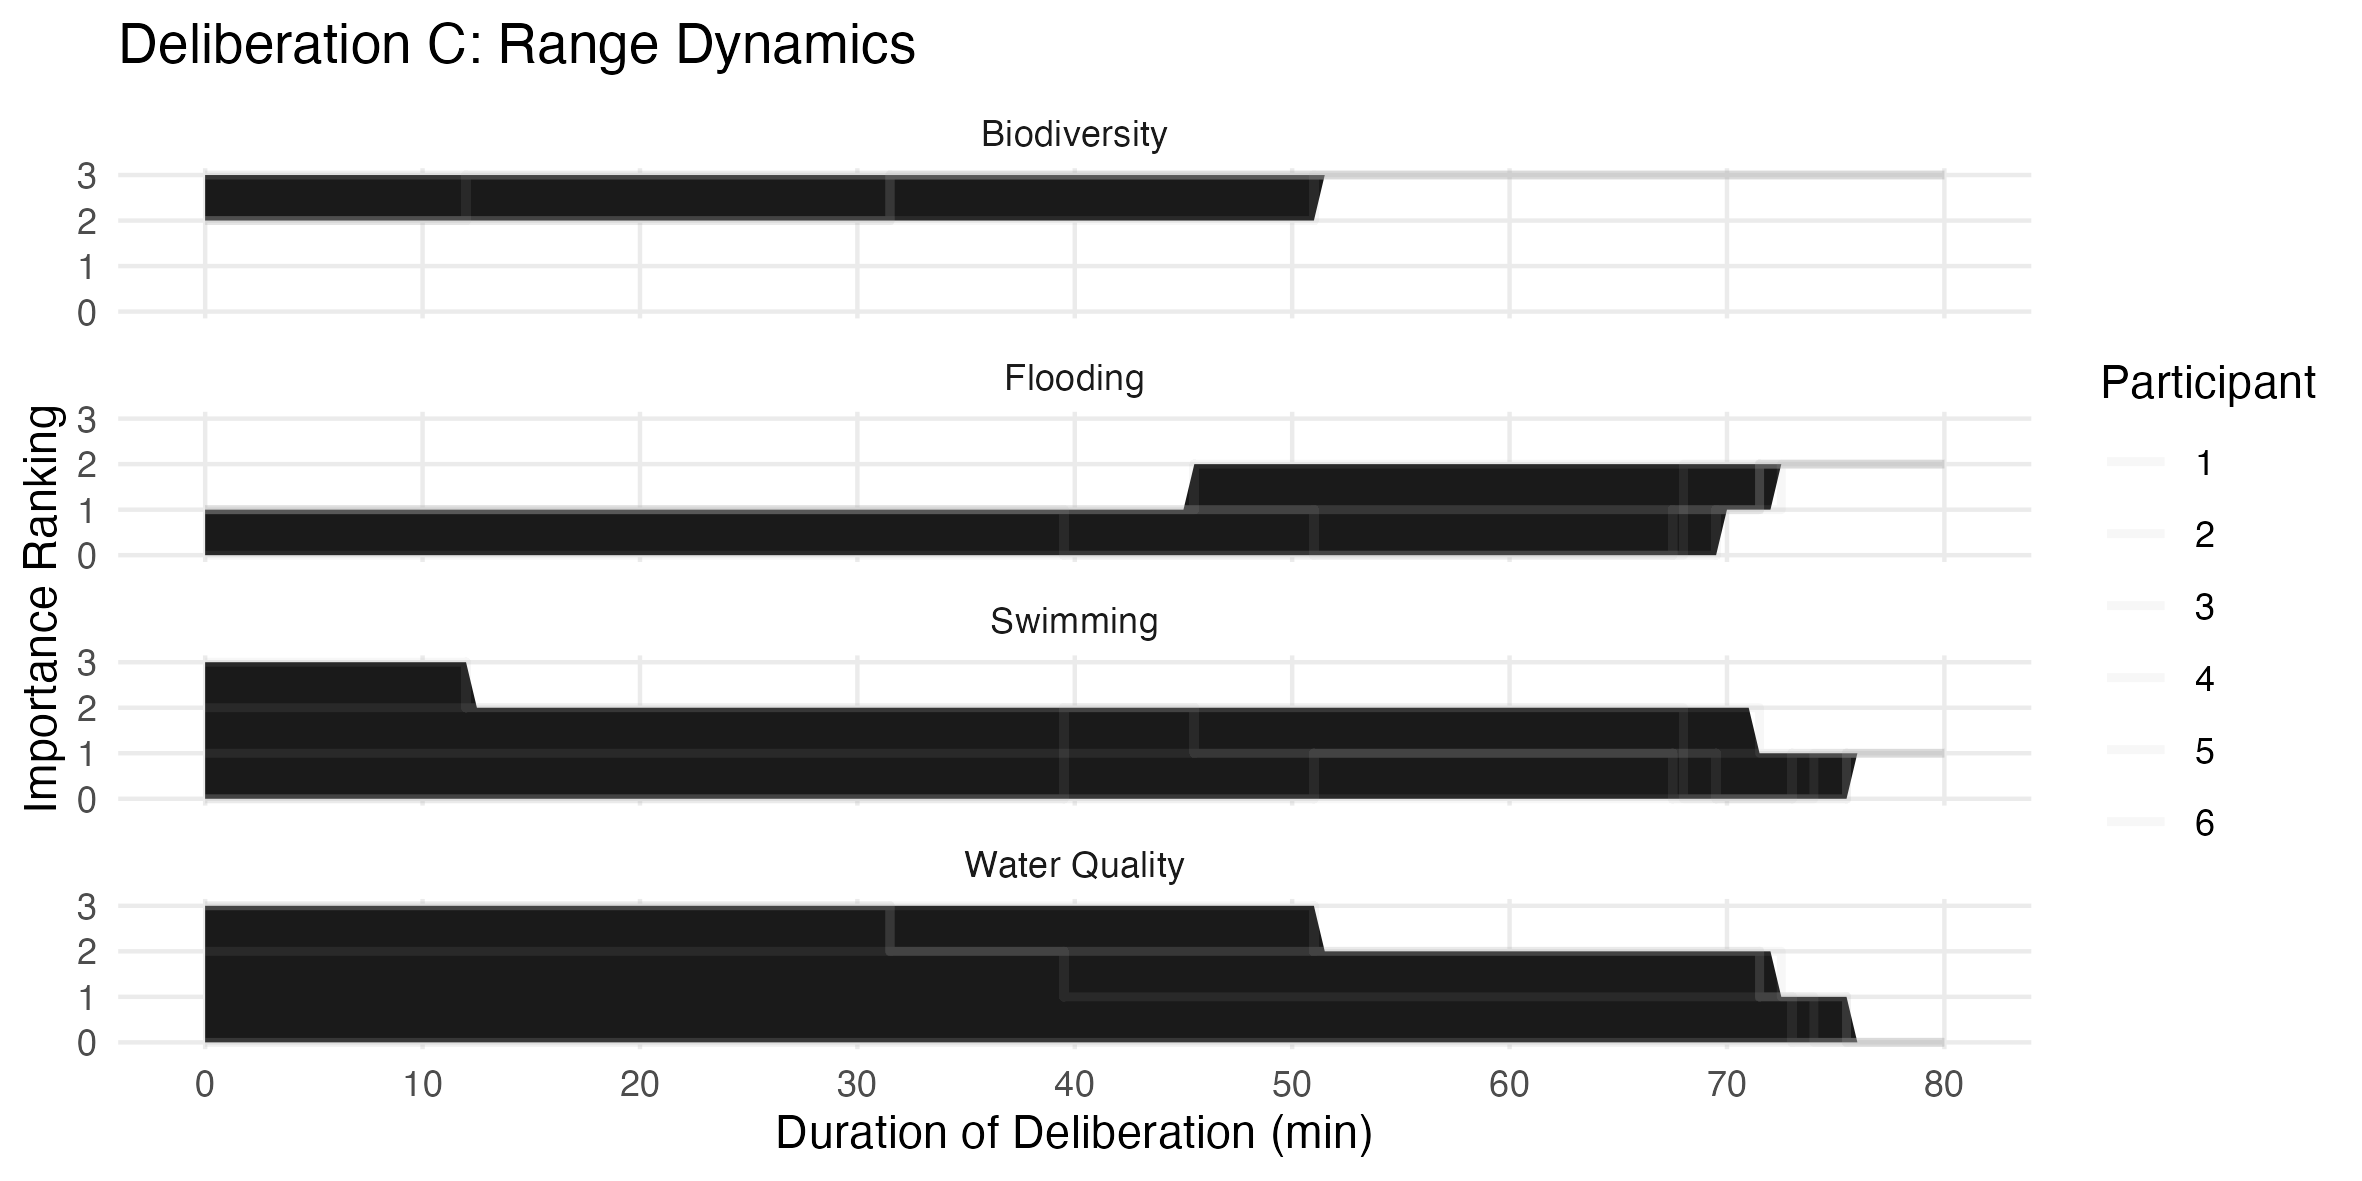 Deliberation C: Range Dynamics
Biodiversity
3
2
1
0
Flooding
3
2
1
0
Swimming
3
2
1
0
Water Quality
3
2
1
0
0 10 20 30 40 50 60 70 80
Duration of Deliberation (min)
Importance Ranking
Participant
1
2
3
4
5
6